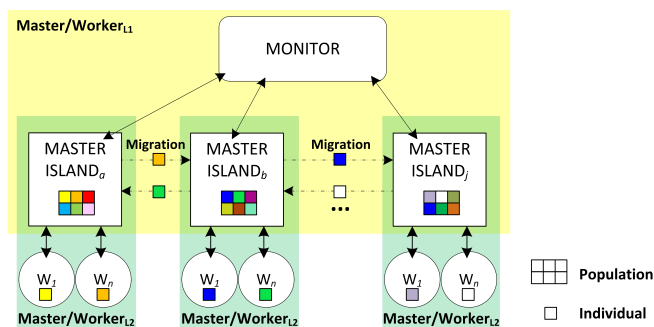 Master/WorkerL1
MONITOR
MASTER
ISLANDa
Migration
MASTER
ISLANDb
Migration
MASTER
ISLANDj
...
W1
Wn
W1
Wn
W1
Wn
Master/WorkerL2
Master/WorkerL2
Master/WorkerL2
Population
Individual